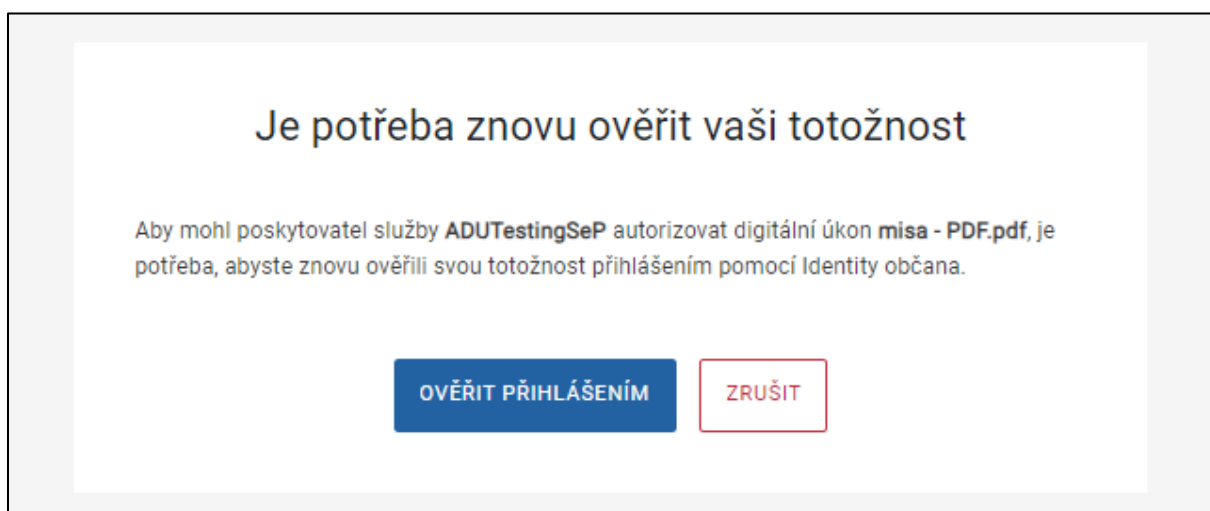 Je potřeba znovu ověřit vaši totožnost
Aby mohl poskytovatel služby ADUTestingSeP autorizovat digitální úkon misa - PDF.pdf, je
potřeba, abyste znovu ověřili svou totožnost přihlášením pomocí Identity občana.
OVĚŘIT PŘIHLÁŠENÍM
ZRUŠIT